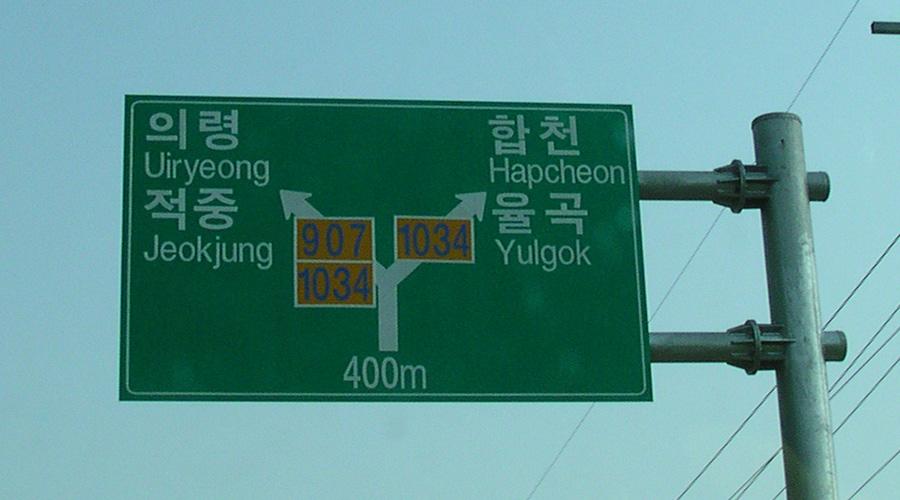 의령
Uiryeong
적중
Jeokjung
907
1034
1034
합천
Hapcheon
율곡
Yulgok
400m